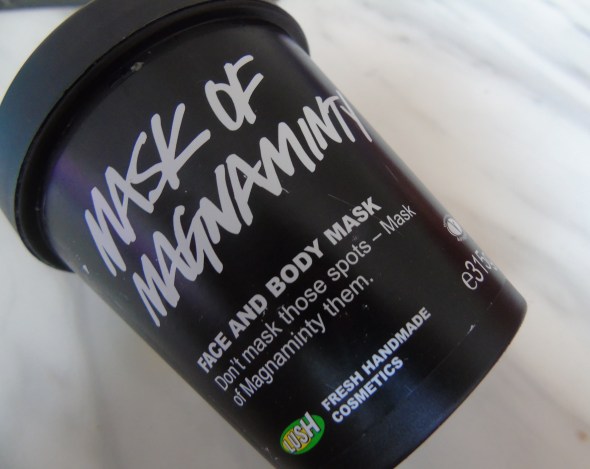 MASK OF
MAGNAMINTY
FACE AND BODY MASK
Don't mask those spots – Mask
of Magnaminty them.
e315
LUSH
FRESH HANDMADE
COSMETICS